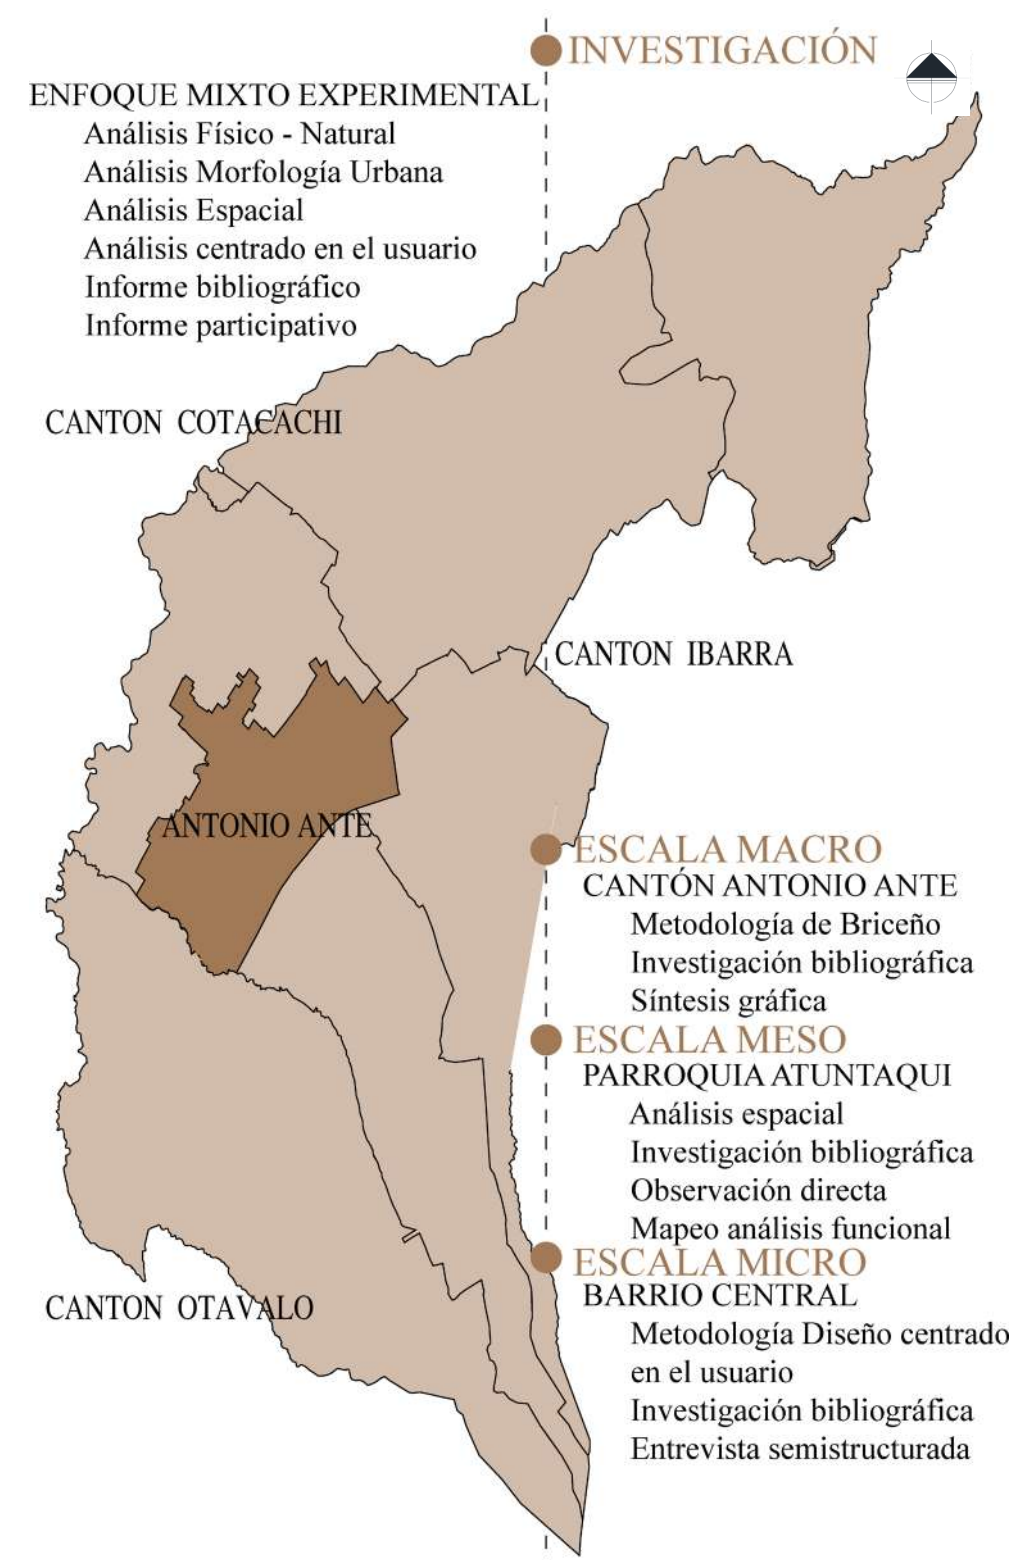 INVESTIGACIÓN
ENFOQUE MIXTO EXPERIMENTAL
Análisis Físico - Natural
Análisis Morfología Urbana
Análisis Espacial
Análisis centrado en el usuario
Informe bibliográfico
Informe participativo
CANTON COTACACHI
CANTON IBARRA
ANTONIO ANTE
ESCALA MACRO
CANTÓN ANTONIO ANTE
Metodología de Briceño
Investigación bibliográfica
Síntesis gráfica
ESCALA MESO
PARROQUIA ATUNTAQUI
Análisis espacial
Investigación bibliográfica
Observación directa
Mapeo análisis funcional
ESCALA MICRO
BARRIO CENTRAL
CANTON OTAVALO
Metodología Diseño centrado
en el usuario
Investigación bibliográfica
Entrevista semistructurada